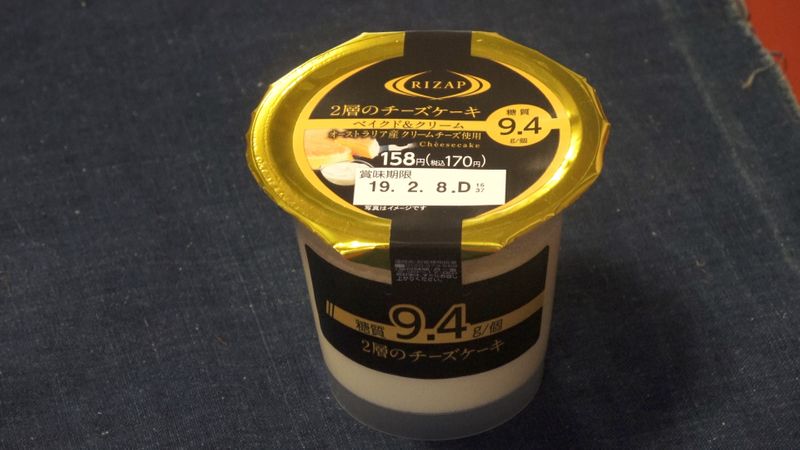 RIZAP
2層のチーズケーキ
ベイクド&クリーム
オーストラリア産クリームチーズ使用
Cheesecake
糖質
9.4
g/個
158円(税込170円)
賞味期限
19. 2. 8.D
写真はイメージです
糖質 9.4 g/個
2層のチーズケーキ